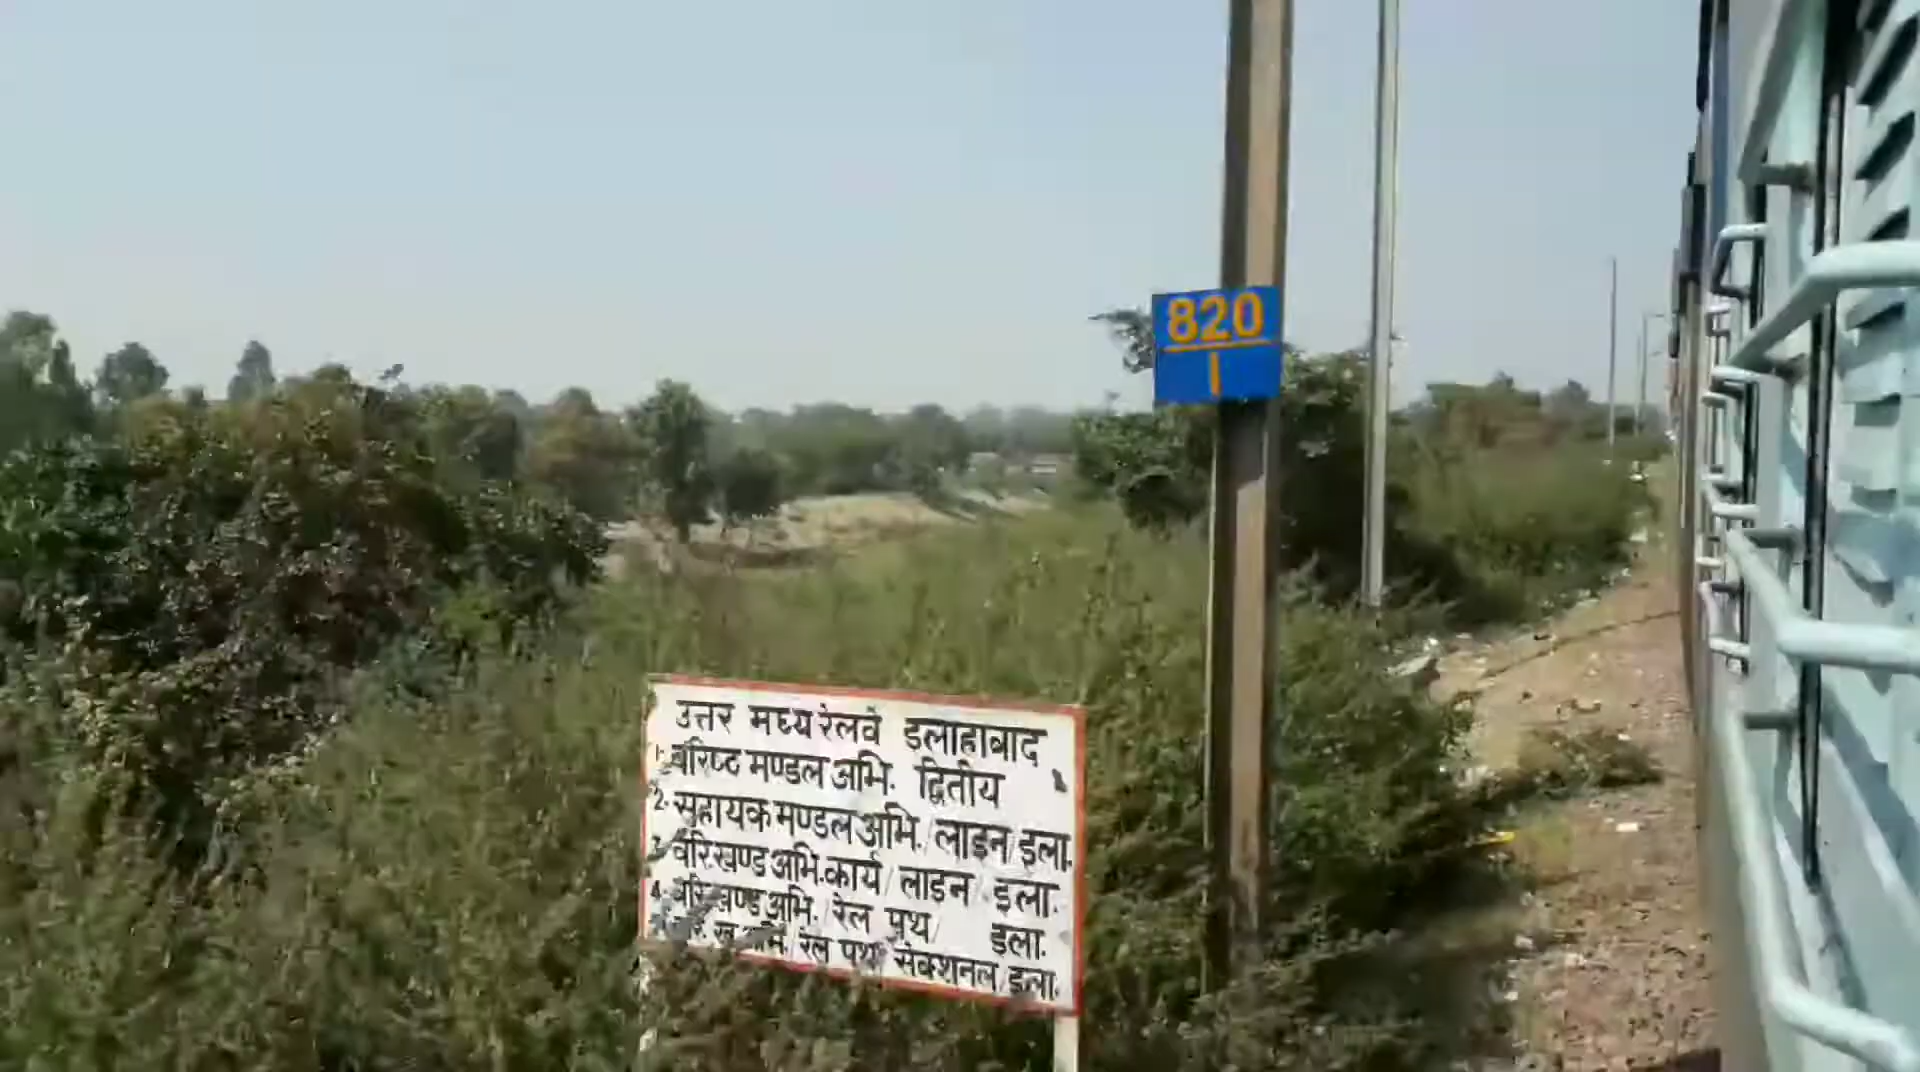 820
1
उत्तर मध्य रेलवे इलाहाबाद
1. वरिष्ट मण्डल अभि. द्वितीय
2. सहायक मण्डल अभि./लाइन/इला.
3. वरि खण्ड अभि.कार्य/लाइन/इला.
4. वरि खण्ड अभि./रेल पथ/ इला.
रेल पथ/सेक्शनल/इला.